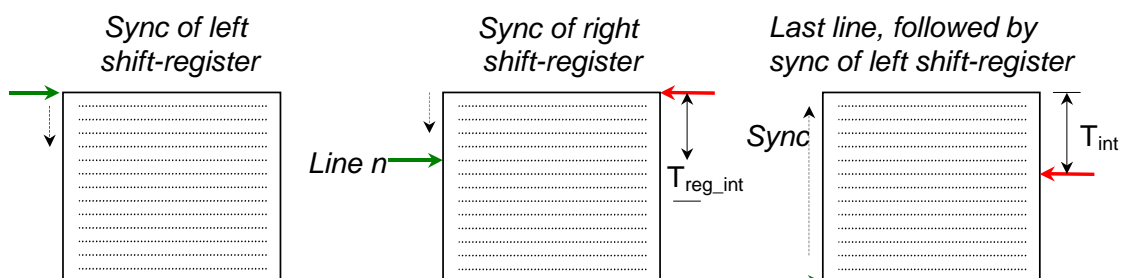 Sync of left
shift-register
Sync of right
shift-register
Last line, followed by
sync of left shift-register
Line n
T_reg_int
Sync
T_int